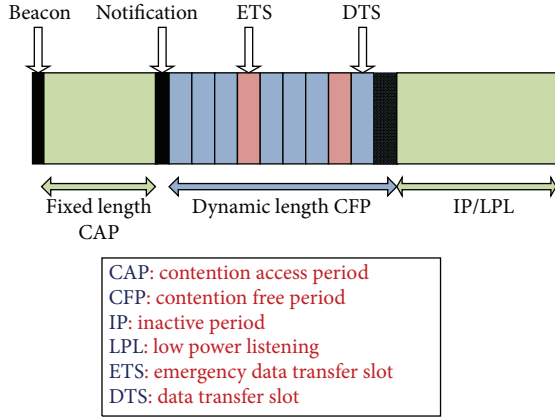 Beacon Notification ETS DTS
Fixed length Dynamic length CFP IP/LPL
CAP
CAP: contention access period
CFP: contention free period
IP: inactive period
LPL: low power listening
ETS: emergency data transfer slot
DTS: data transfer slot